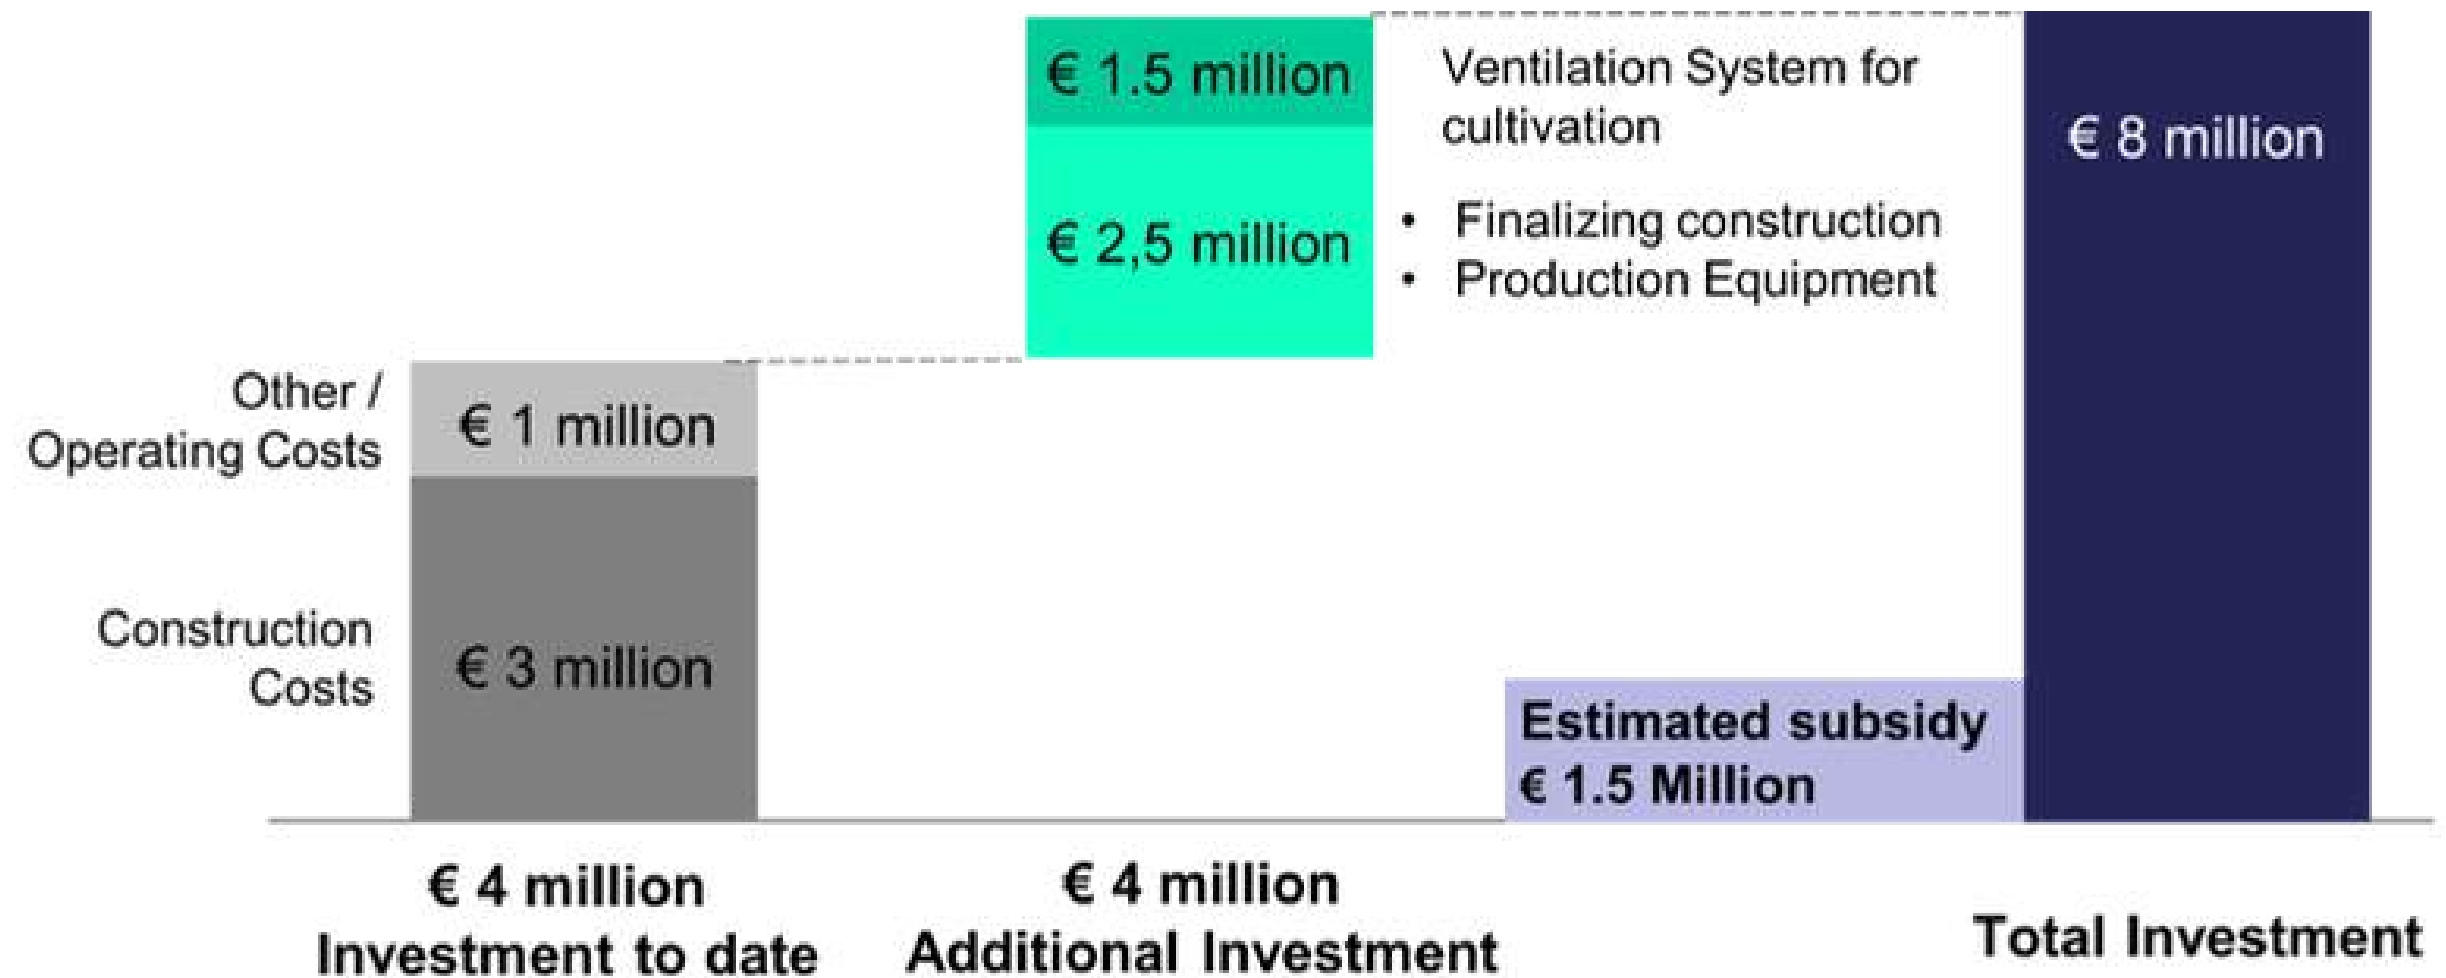 € 1.5 million
Ventilation System for
cultivation
€ 8 million
€ 2,5 million
• Finalizing construction
• Production Equipment
Other /
Operating Costs
€ 1 million
Construction
Costs
€ 3 million
Estimated subsidy
€ 1.5 Million
€ 4 million
Investment to date
€ 4 million
Additional Investment
Total Investment